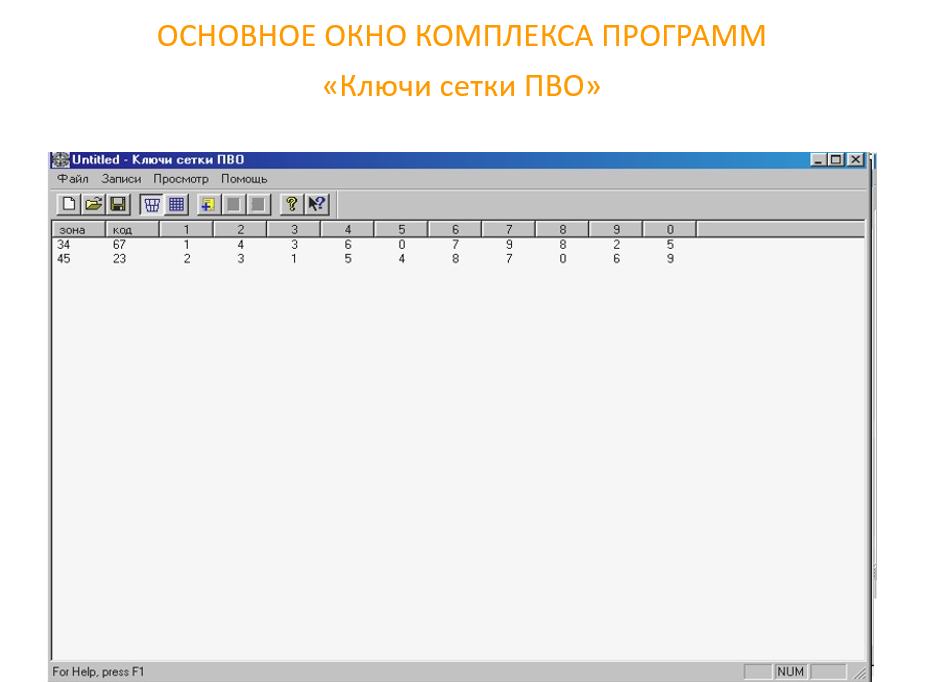 ОСНОВНОЕ ОКНО КОМПЛЕКСА ПРОГРАММ
«Ключи сетки ПВО»
Untitled - Ключи сетки ПВО
Файл Записи Просмотр Помощь
зона код 1 2 3 4 5 6 7 8 9 0
34 67 1 4 3 6 0 7 9 8 2 5
45 23 2 3 1 5 4 8 7 0 6 9
For Help, press F1 NUM